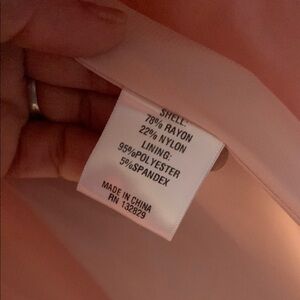 SHELL:
78% RAYON
22% NYLON
LINING:
95%POLYESTER
5%SPANDEX
MADE IN CHINA
RN 132829